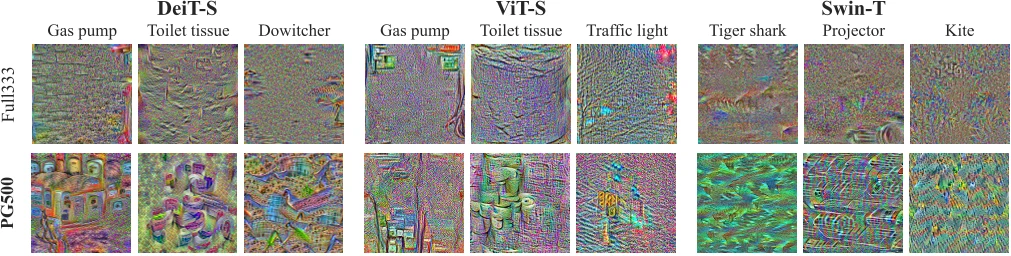 DeiT-S ViT-S Swin-T
Gas pump Toilet tissue Dowitcher Gas pump Toilet tissue Traffic light Tiger shark Projector Kite
Full333
PG500